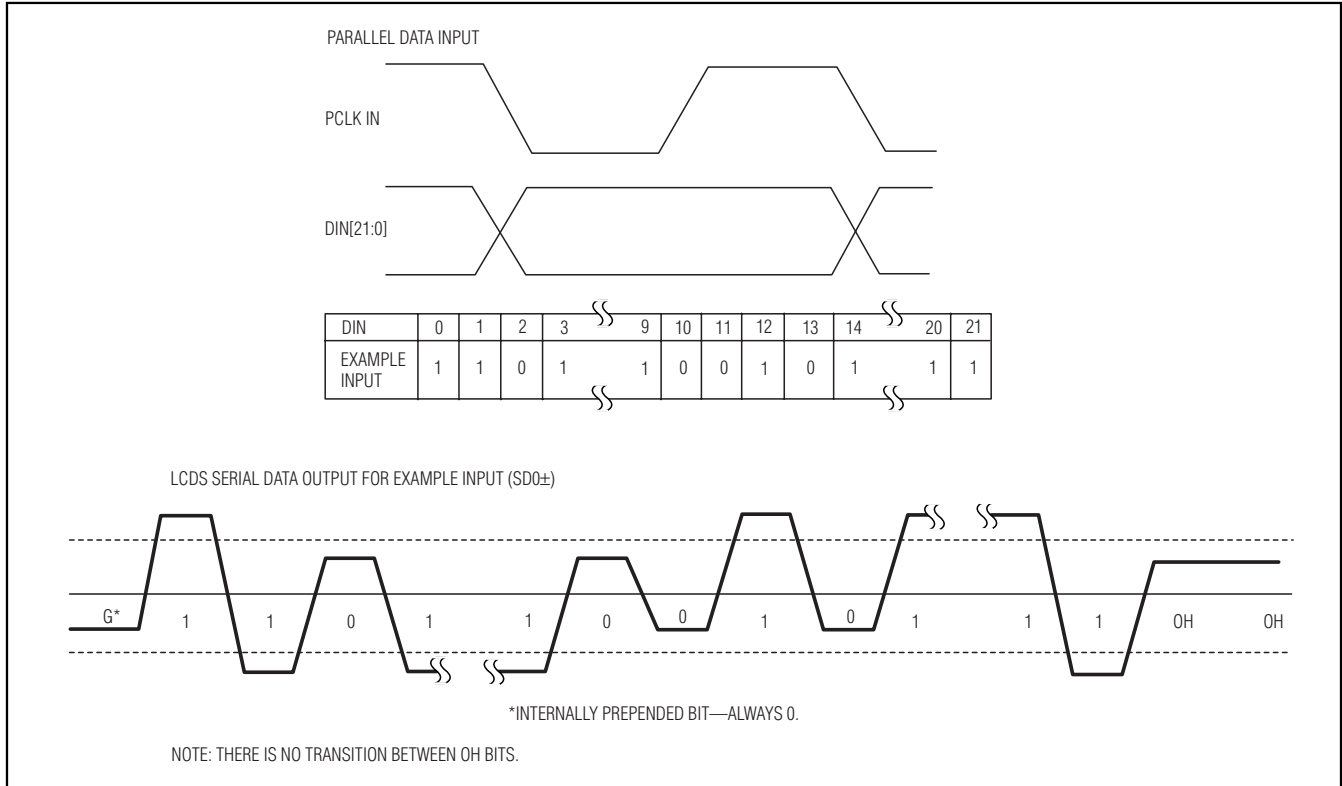 PARALLEL DATA INPUT
PCLK IN
DIN[21:0]
DIN 0 1 2 3 9 10 11 12 13 14 20 21
EXAMPLE INPUT 1 1 0 1 1 0 0 1 0 1 1 1
LCDS SERIAL DATA OUTPUT FOR EXAMPLE INPUT (SD0±)
G* 1 1 0 1 1 0 0 1 0 1 1 1 OH OH
*INTERNALLY PREPENDED BIT—ALWAYS 0.
NOTE: THERE IS NO TRANSITION BETWEEN OH BITS.